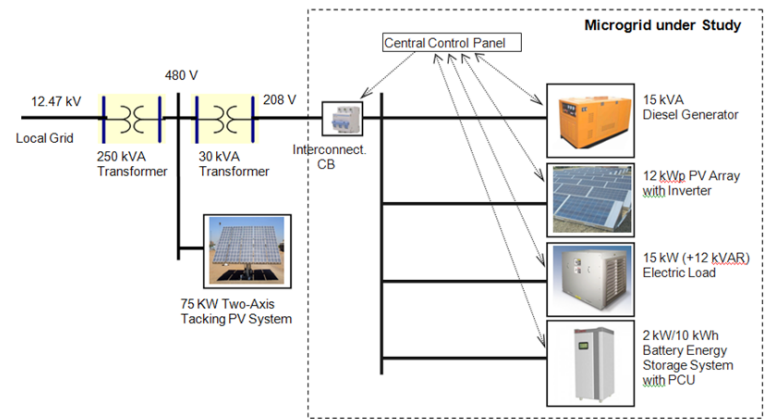 Microgrid under Study
Central Control Panel
480 V
12.47 kV
208 V
Local Grid
250 kVA
Transformer
30 kVA
Transformer
Interconnect.
CB
15 kVA
Diesel Generator
12 kWp PV Array
with Inverter
75 KW Two-Axis
Tacking PV System
15 kW (+12 kVAR)
Electric Load
2 kW/10 kWh
Battery Energy
Storage System
with PCU